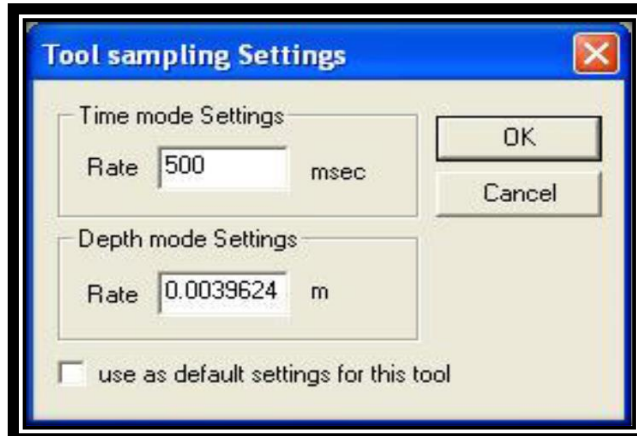 Tool sampling Settings
Time mode Settings
Rate 500 msec
OK
Cancel
Depth mode Settings
Rate 0.0039624 m
use as default settings for this tool